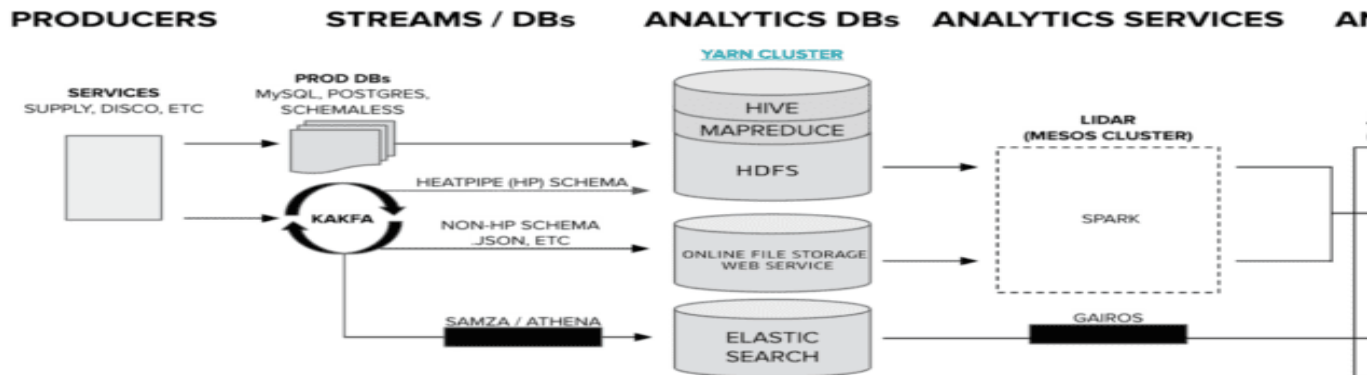 PRODUCERS
STREAMS / DBs
ANALYTICS DBs
ANALYTICS SERVICES
AN
YARN CLUSTER
SERVICES
SUPPLY, DISCO, ETC
PROD DBs
MySQL, POSTGRES,
SCHEMALESS
HIVE
MAPREDUCE
HDFS
LIDAR
(MESOS CLUSTER)
SPARK
HEATPIPE (HP) SCHEMA
KAKFA
NON-HP SCHEMA
.JSON, ETC
ONLINE FILE STORAGE
WEB SERVICE
SAMZA / ATHENA
ELASTIC
SEARCH
GAIROS